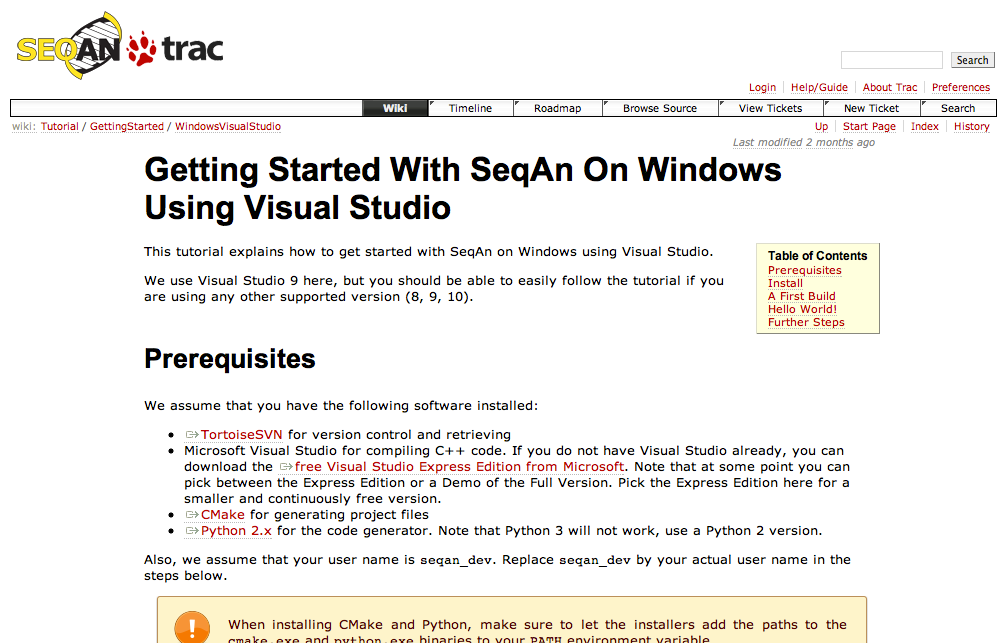 SEQAN trac
Search
Login Help/Guide About Trac Preferences
Wiki Timeline Roadmap Browse Source View Tickets New Ticket Search
wiki: Tutorial / GettingStarted / WindowsVisualStudio
Up Start Page Index History
Last modified 2 months ago
Getting Started With SeqAn On Windows
Using Visual Studio
This tutorial explains how to get started with SeqAn on Windows using Visual Studio.
We use Visual Studio 9 here, but you should be able to easily follow the tutorial if you
are using any other supported version (8, 9, 10).
Table of Contents
Prerequisites
Install
A First Build
Hello World!
Further Steps
Prerequisites
We assume that you have the following software installed:
• TortoiseSVN for version control and retrieving
• Microsoft Visual Studio for compiling C++ code. If you do not have Visual Studio already, you can
download the free Visual Studio Express Edition from Microsoft. Note that at some point you can
pick between the Express Edition or a Demo of the Full Version. Pick the Express Edition here for a
smaller and continuously free version.
• CMake for generating project files
• Python 2.x for the code generator. Note that Python 3 will not work, use a Python 2 version.
Also, we assume that your user name is seqan_dev. Replace seqan_dev by your actual user name in the
steps below.
When installing CMake and Python, make sure to let the installers add the paths to the
cmake.exe and python.exe binaries to your PATH environment variable.